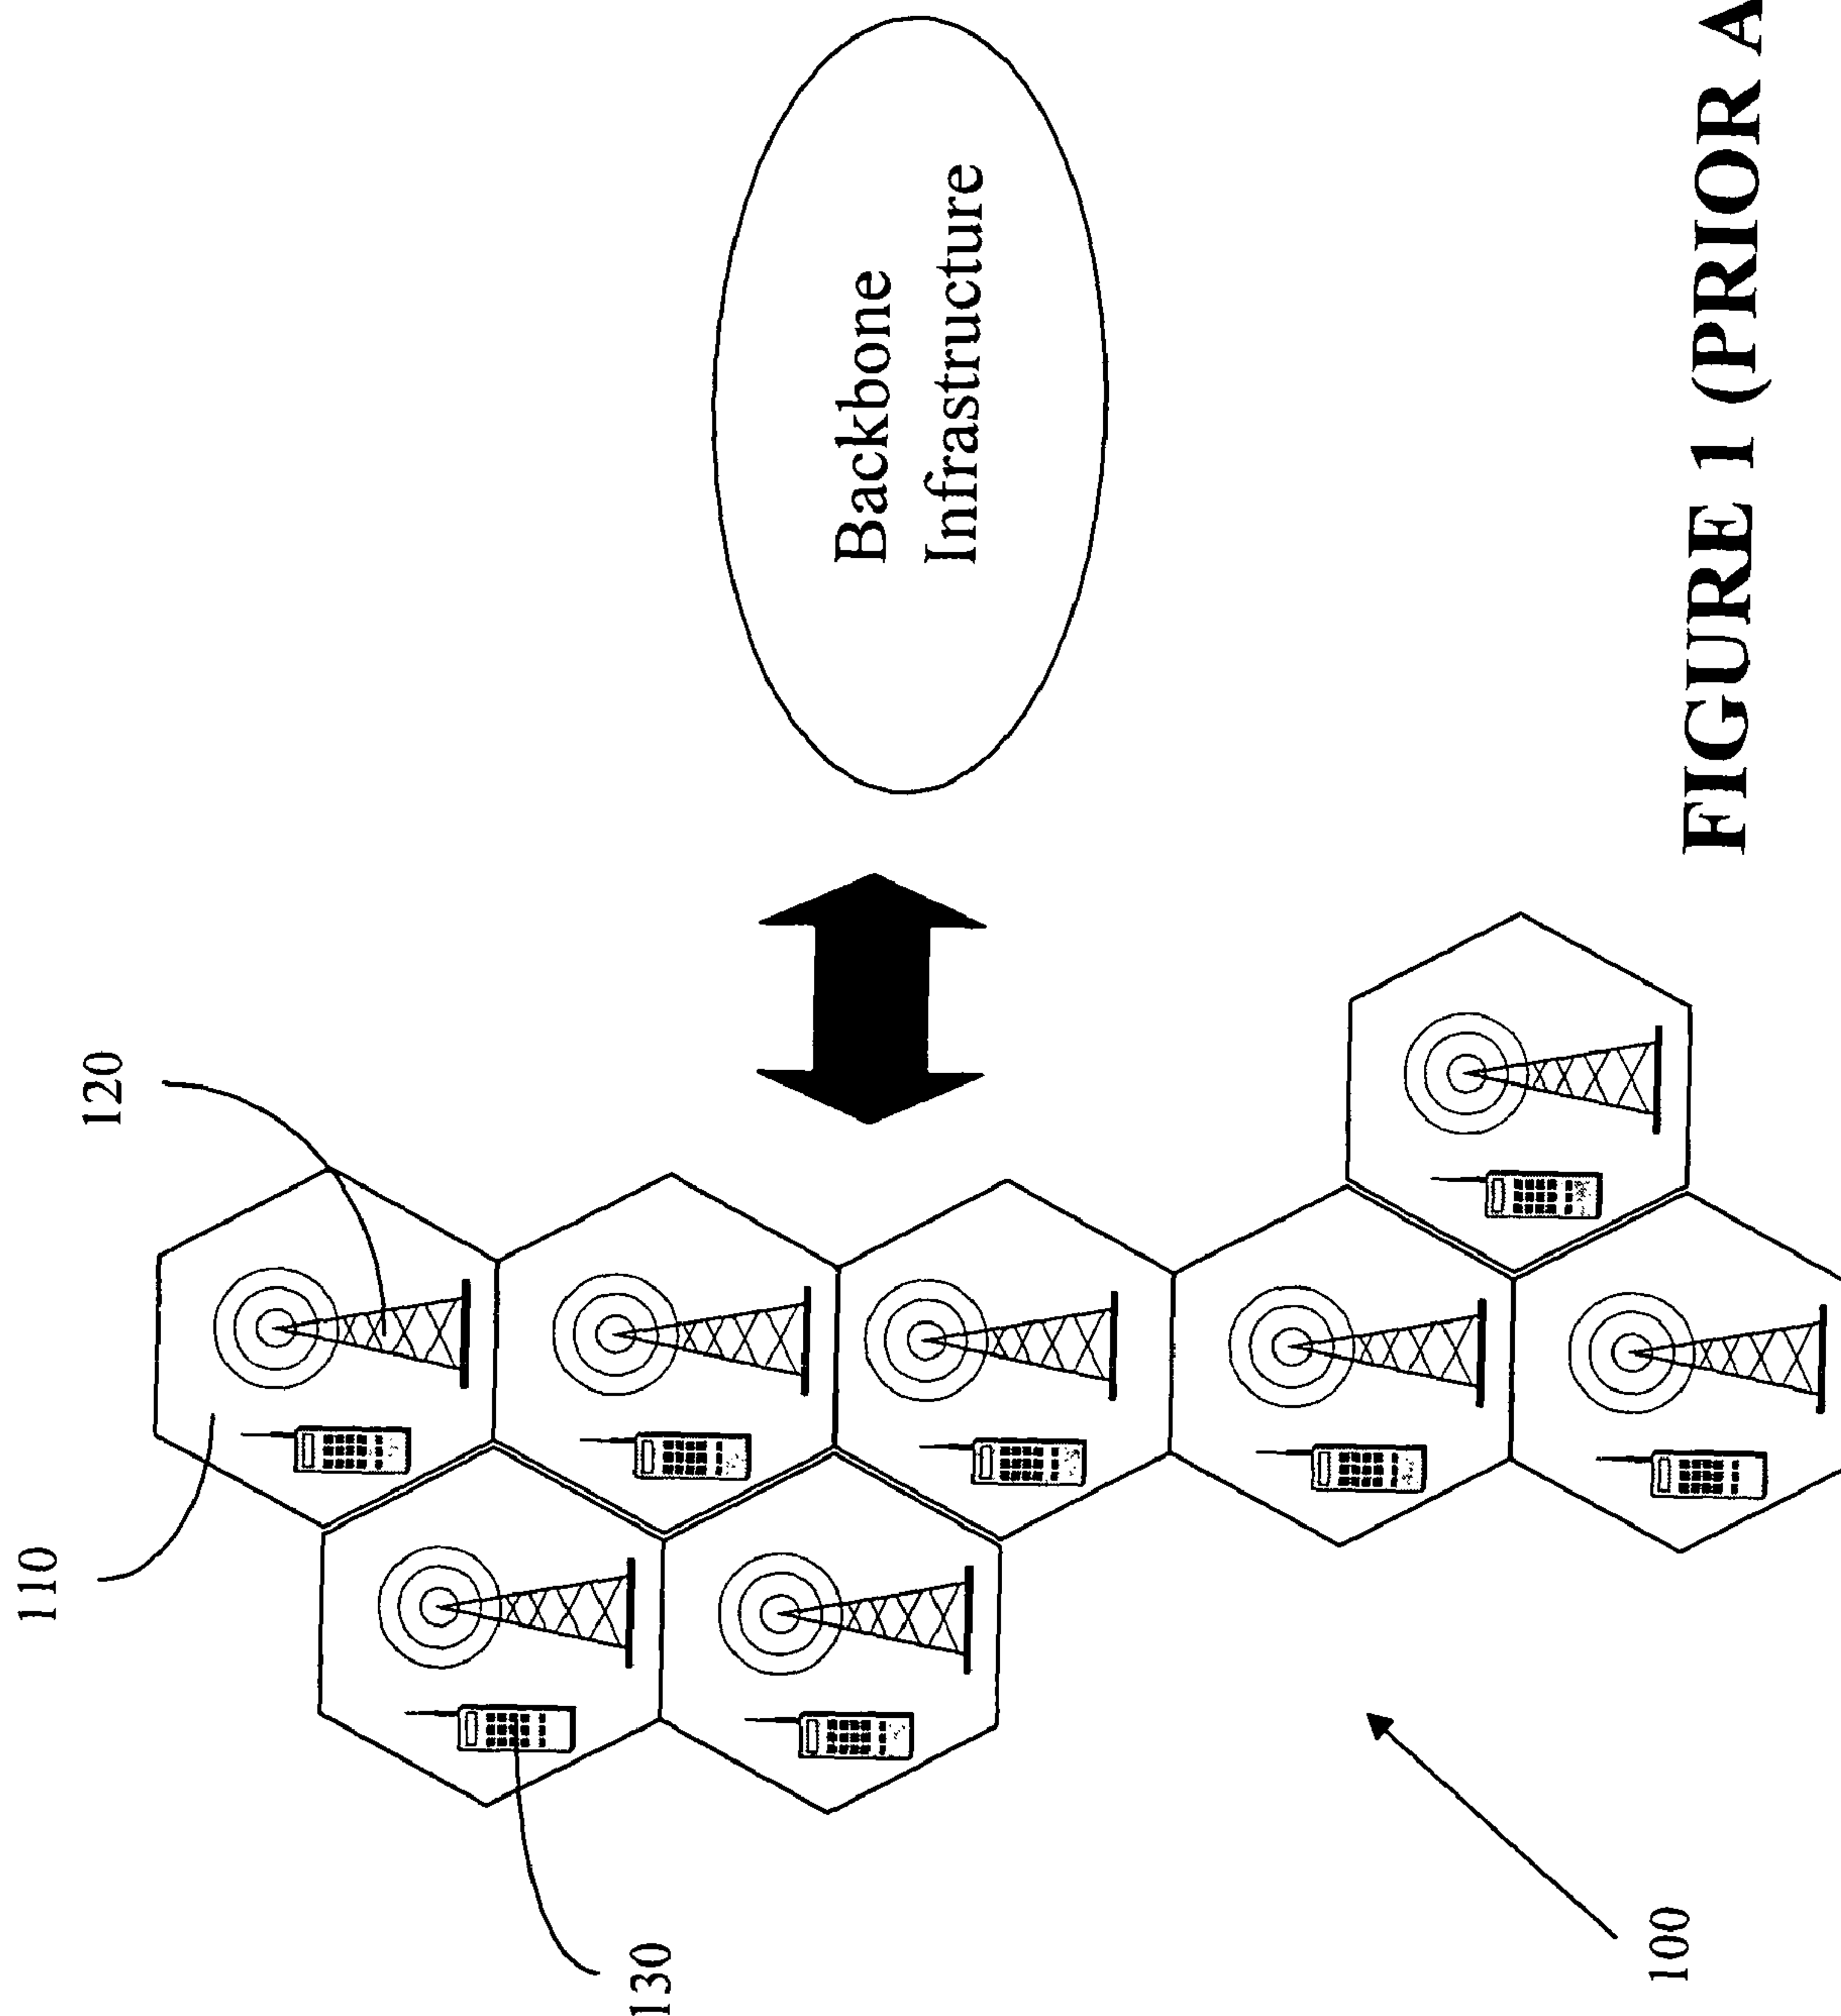 110
120
130
100
Backbone
Infrastructure
FIGURE 1 (PRIOR A